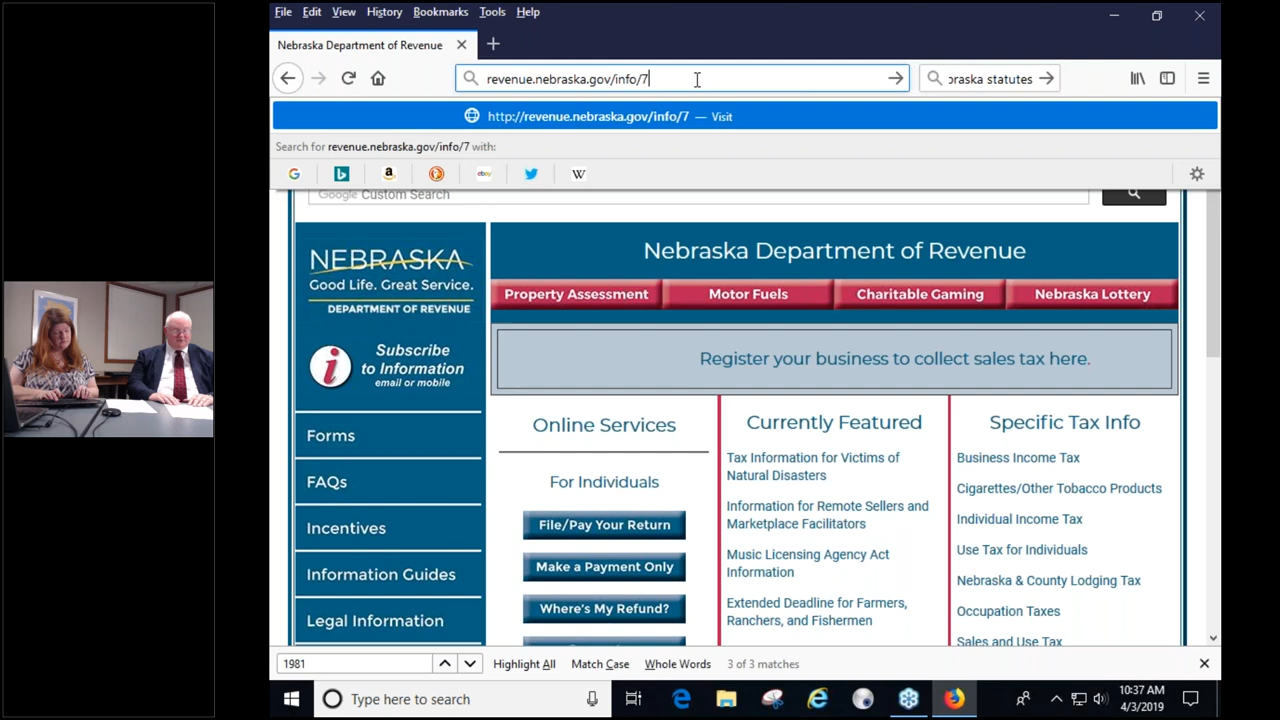 File Edit View History Bookmarks Tools Help
Nebraska Department of Revenue
revenue.nebraska.gov/info/7
braska statutes
http://revenue.nebraska.gov/info/7 — Visit
Search for revenue.nebraska.gov/info/7 with:
G b a ebay W
Google Custom Search
NEBRASKA
Good Life. Great Service.
DEPARTMENT OF REVENUE
Nebraska Department of Revenue
Property Assessment Motor Fuels Charitable Gaming Nebraska Lottery
i Subscribe
to Information
email or mobile
Register your business to collect sales tax here.
Forms
FAQs
Incentives
Information Guides
Legal Information
Online Services
For Individuals
File/Pay Your Return
Make a Payment Only
Where's My Refund?
Currently Featured
Tax Information for Victims of
Natural Disasters
Information for Remote Sellers and
Marketplace Facilitators
Music Licensing Agency Act
Information
Extended Deadline for Farmers,
Ranchers, and Fishermen
Specific Tax Info
Business Income Tax
Cigarettes/Other Tobacco Products
Individual Income Tax
Use Tax for Individuals
Nebraska & County Lodging Tax
Occupation Taxes
Sales and Use Tax
1981 Highlight All Match Case Whole Words 3 of 3 matches
Type here to search
10:37 AM
4/3/2019